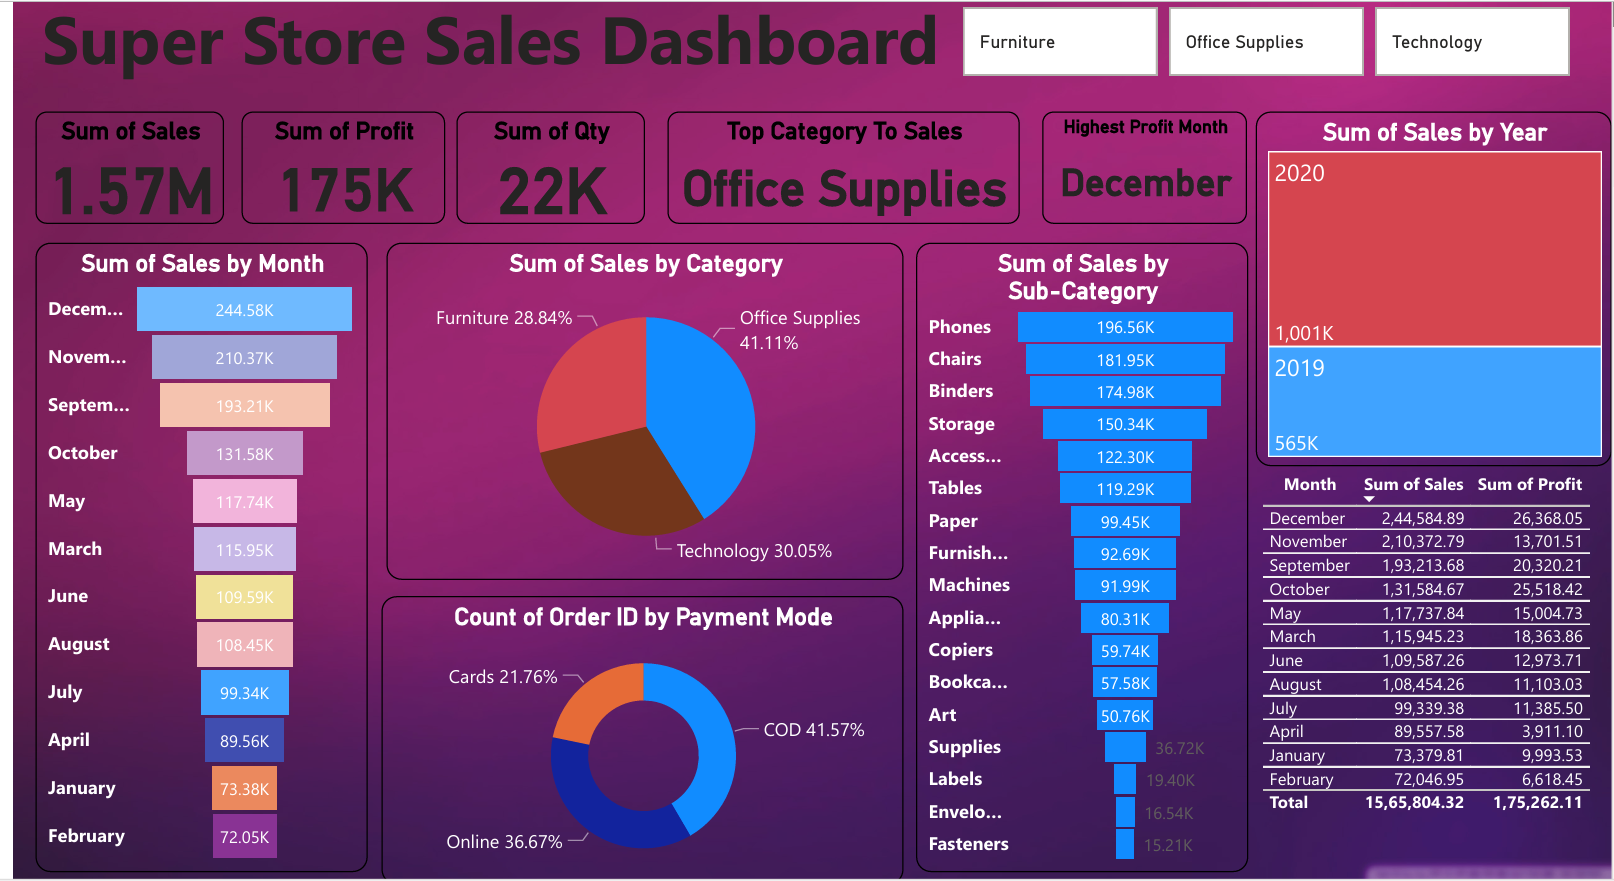 Super Store Sales Dashboard
Furniture
Office Supplies
Technology
Sum of Sales
1.57M
Sum of Profit
175K
Sum of Qty
22K
Top Category To Sales
Office Supplies
Highest Profit Month
December
Sum of Sales by Year
2020
1,001K
2019
565K
Sum of Sales by Month
Decem... 244.58K
Novem... 210.37K
Septem... 193.21K
October 131.58K
May 117.74K
March 115.95K
June 109.59K
August 108.45K
July 99.34K
April 89.56K
January 73.38K
February 72.05K
Sum of Sales by Category
Furniture 28.84%
Office Supplies
41.11%
Technology 30.05%
Count of Order ID by Payment Mode
Cards 21.76%
COD 41.57%
Online 36.67%
Sum of Sales by
Sub-Category
Phones 196.56K
Chairs 181.95K
Binders 174.98K
Storage 150.34K
Access... 122.30K
Tables 119.29K
Paper 99.45K
Furnish... 92.69K
Machines 91.99K
Applia... 80.31K
Copiers 59.74K
Bookca... 57.58K
Art 50.76K
Supplies 36.72K
Labels 19.40K
Envelo... 16.54K
Fasteners 15.21K
Month Sum of Sales Sum of Profit
December 2,44,584.89 26,368.05
November 2,10,372.79 13,701.51
September 1,93,213.68 20,320.21
October 1,31,584.67 25,518.42
May 1,17,737.84 15,004.73
March 1,15,945.23 18,363.86
June 1,09,587.26 12,973.71
August 1,08,454.26 11,103.03
July 99,339.38 11,385.50
April 89,557.58 3,911.10
January 73,379.81 9,993.53
February 72,046.95 6,618.45
Total 15,65,804.32 1,75,262.11